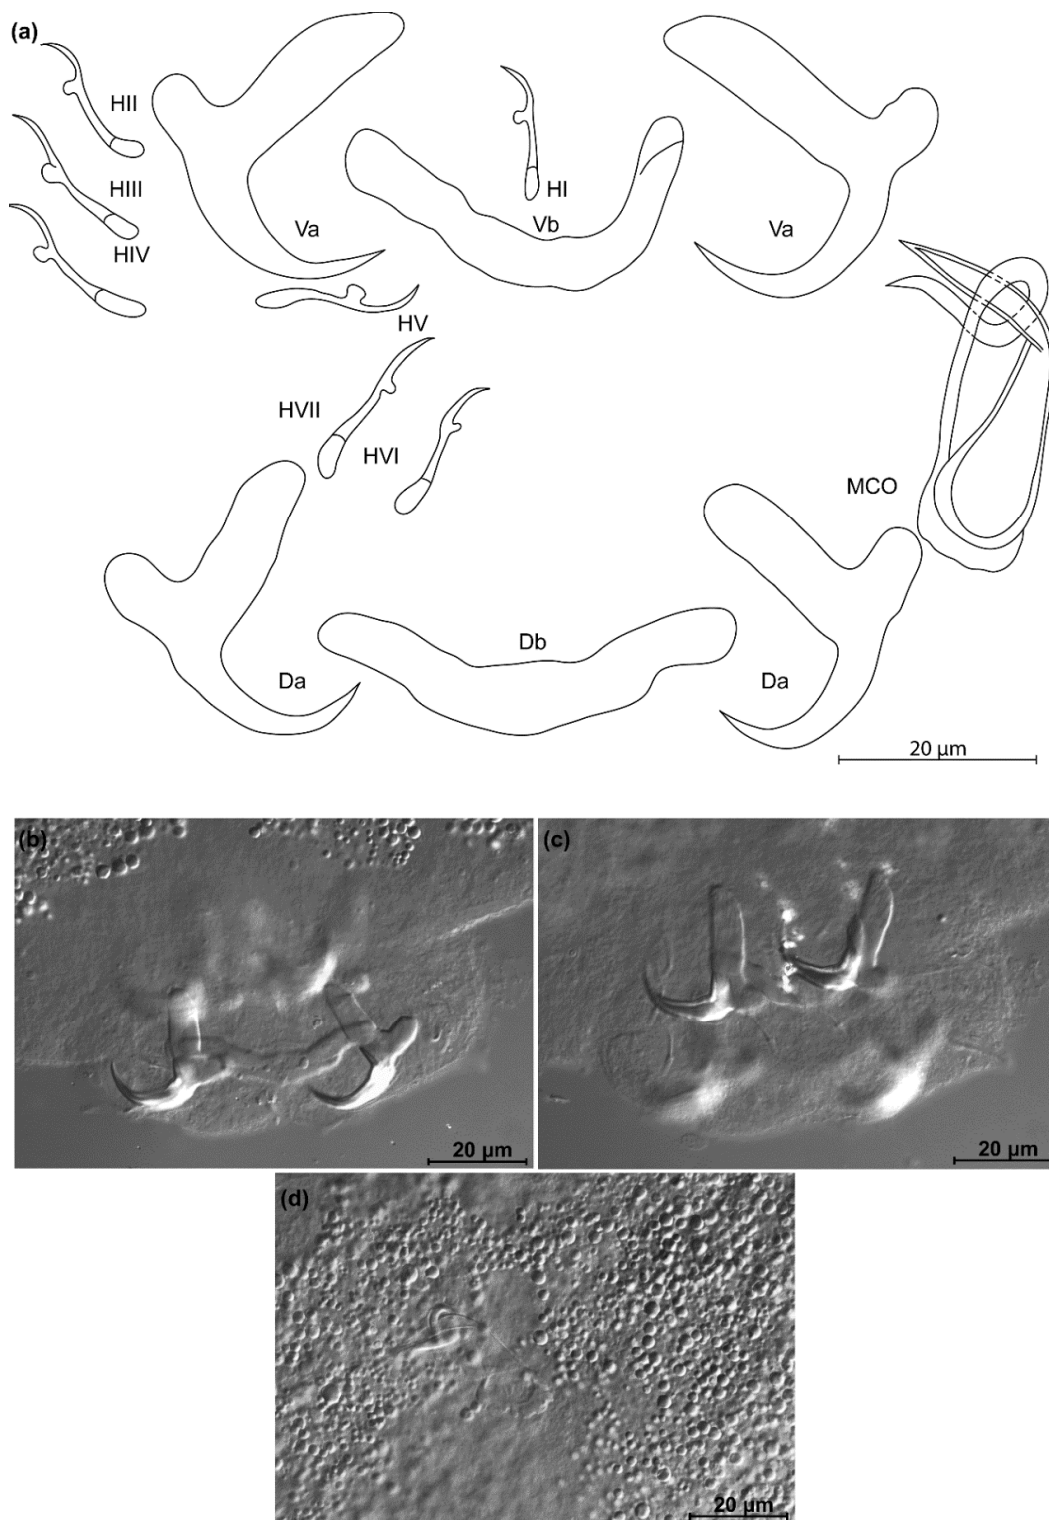 (a)
HII
HIII
HIV
HI
Va
Vb
Va
HV
HVII
HVI
MCO
Da
Db
Da
20 µm
(b)
20 µm
(c)
20 µm
(d)
20 µm